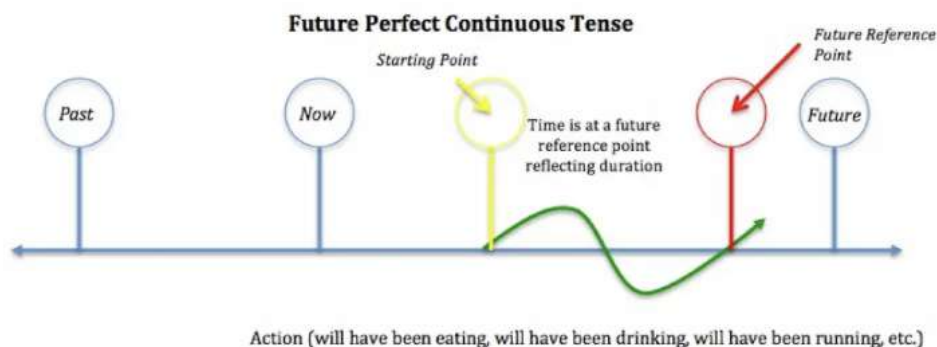 Future Perfect Continuous Tense
Starting Point
Future Reference
Point
Past
Now
Future
Time is at a future
reference point
reflecting duration
Action (will have been eating, will have been drinking, will have been running, etc.)